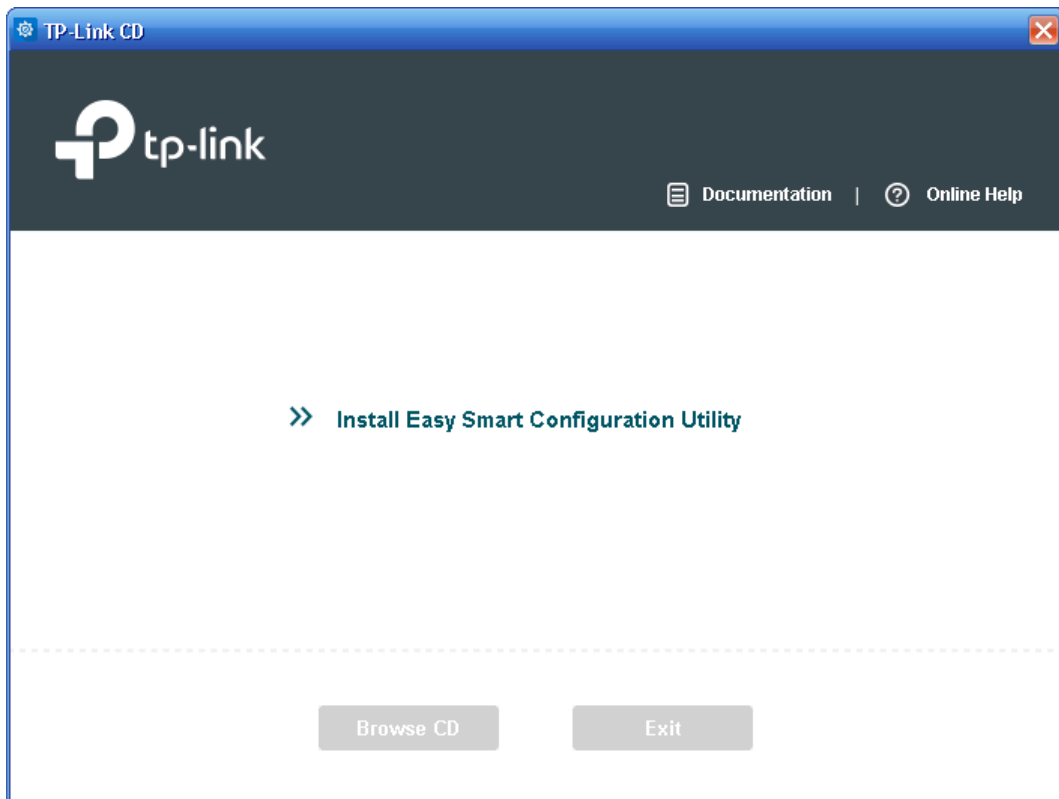 TP-Link CD
tp-link
Documentation | Online Help
Install Easy Smart Configuration Utility
Browse CD Exit